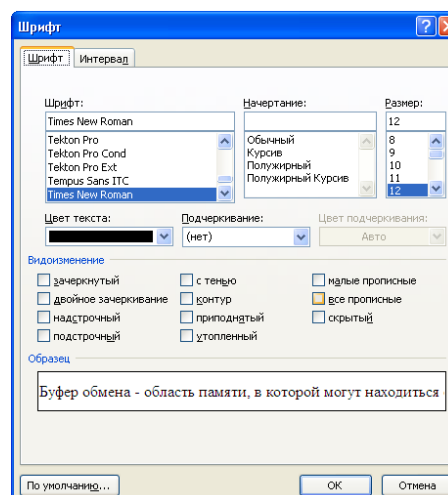 Шрифт
Шрифт Интервал
Шрифт: Начертание: Размер:
Times New Roman 12
Tekton Pro Обычный 8
Tekton Pro Cond Курсив 9
Tekton Pro Ext Полужирный 10
Tempus Sans ITC Полужирный Курсив 11
Times New Roman 12
Цвет текста: Подчеркивание: Цвет подчеркивания:
(нет) Авто
Видоизменение
зачеркнутый с тенью малые прописные
двойное зачеркивание контур все прописные
надстрочный приподнятый скрытый
подстрочный утопленный
Образец
Буфер обмена - область памяти, в которой могут находиться
По умолчанию... ОК Отмена